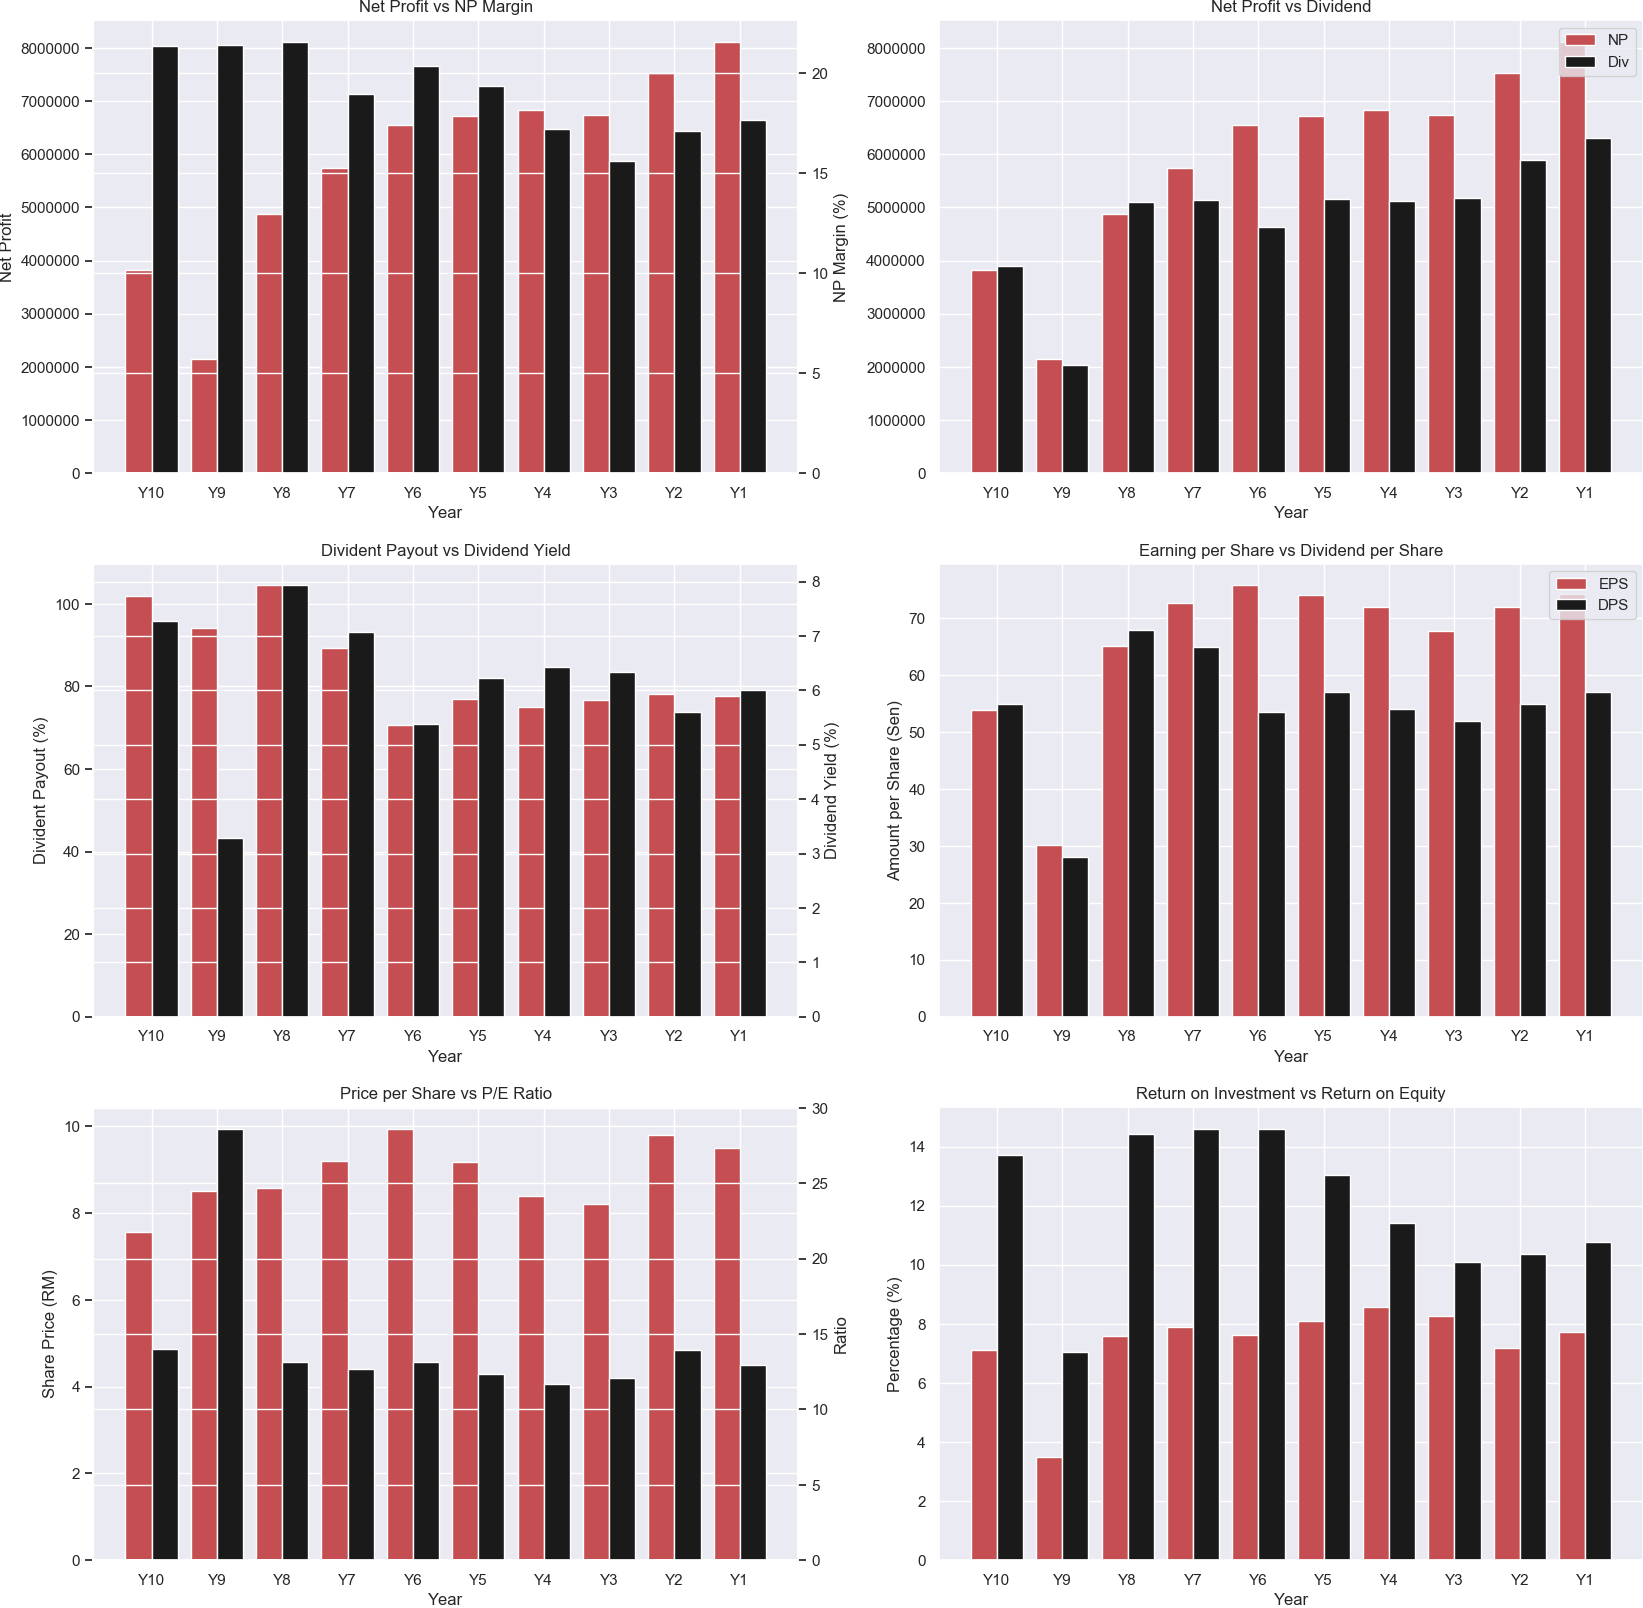 Net Profit vs NP Margin
8000000
7000000
6000000
5000000
4000000
3000000
2000000
1000000
0
Net Profit
20
15
10
5
0
NP Margin (%)
Y10 Y9 Y8 Y7 Y6 Y5 Y4 Y3 Y2 Y1
Year
Net Profit vs Dividend
NP
Div
8000000
7000000
6000000
5000000
4000000
3000000
2000000
1000000
0
Y10 Y9 Y8 Y7 Y6 Y5 Y4 Y3 Y2 Y1
Year
Divident Payout vs Dividend Yield
100
80
60
40
20
0
Divident Payout (%)
8
7
6
5
4
3
2
1
0
Dividend Yield (%)
Y10 Y9 Y8 Y7 Y6 Y5 Y4 Y3 Y2 Y1
Year
Earning per Share vs Dividend per Share
EPS
DPS
70
60
50
40
30
20
10
0
Amount per Share (Sen)
Y10 Y9 Y8 Y7 Y6 Y5 Y4 Y3 Y2 Y1
Year
Price per Share vs P/E Ratio
10
8
6
4
2
0
Share Price (RM)
30
25
20
15
10
5
0
Ratio
Y10 Y9 Y8 Y7 Y6 Y5 Y4 Y3 Y2 Y1
Year
Return on Investment vs Return on Equity
14
12
10
8
6
4
2
0
Percentage (%)
Y10 Y9 Y8 Y7 Y6 Y5 Y4 Y3 Y2 Y1
Year